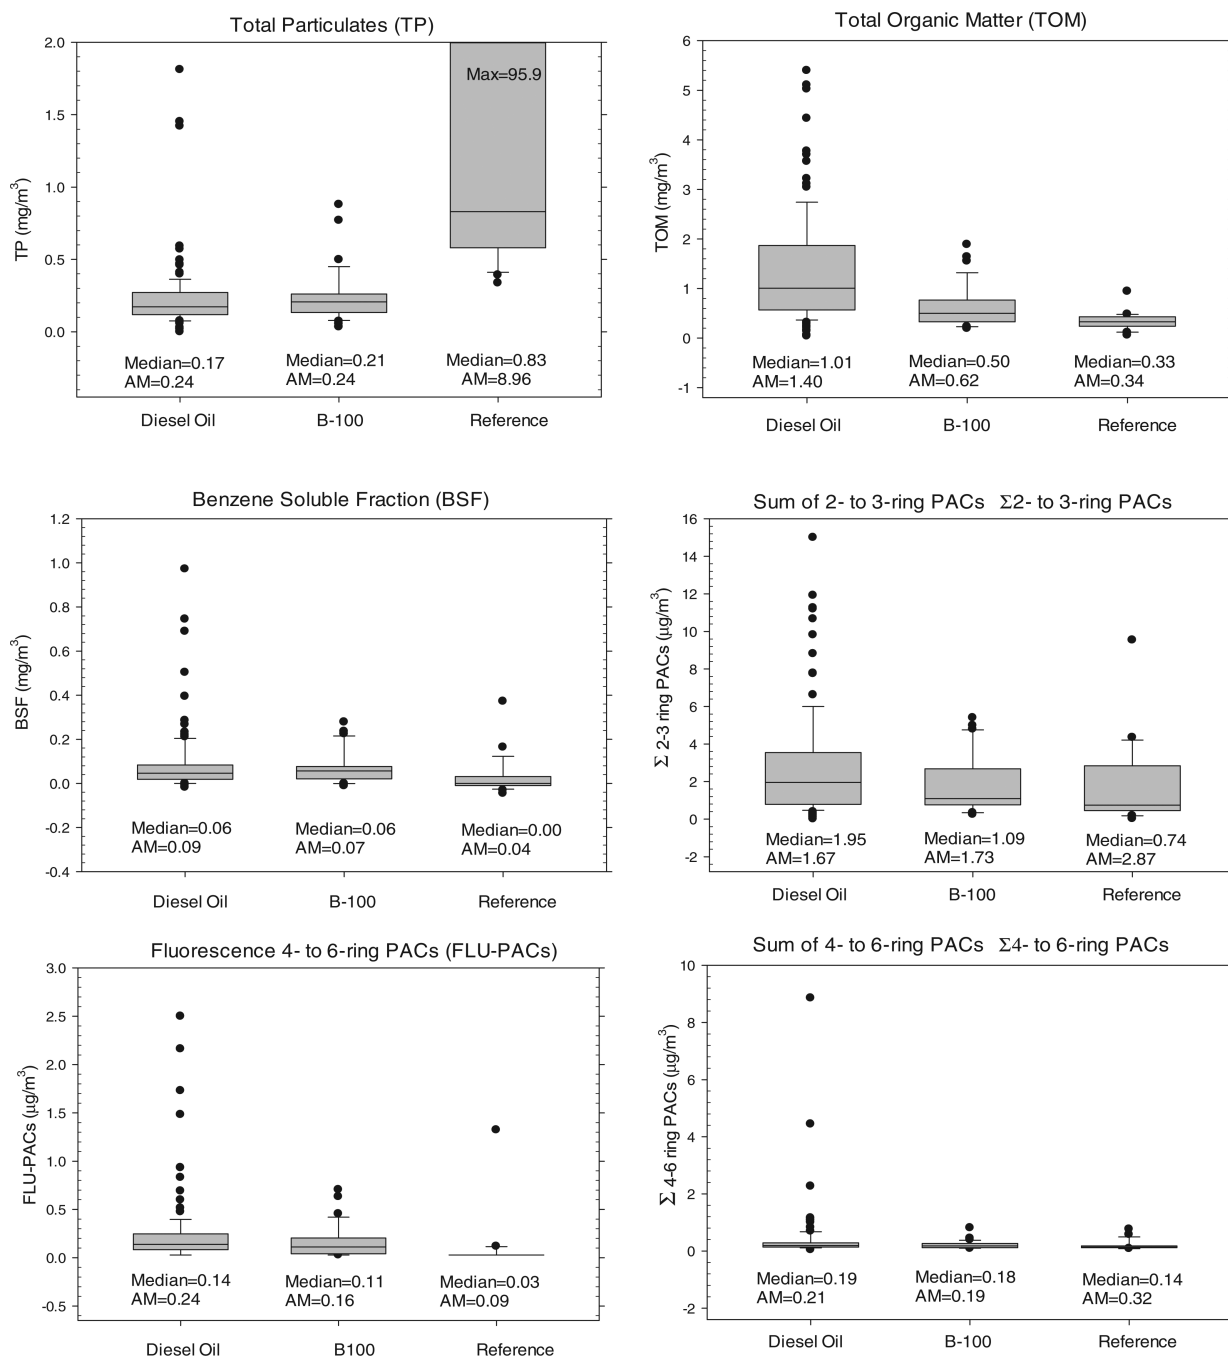 Total Particulates (TP)
2.0
1.5
1.0
0.5
0.0
TP (mg/m³)
Max=95.9
Median=0.17
AM=0.24
Median=0.21
AM=0.24
Median=0.83
AM=8.96
Diesel Oil
B-100
Reference
Total Organic Matter (TOM)
6
5
4
3
2
1
0
-1
TOM (mg/m³)
Median=1.01
AM=1.40
Median=0.50
AM=0.62
Median=0.33
AM=0.34
Diesel Oil
B-100
Reference
Benzene Soluble Fraction (BSF)
1.2
1.0
0.8
0.6
0.4
0.2
0.0
-0.2
-0.4
BSF (mg/m³)
Median=0.06
AM=0.09
Median=0.06
AM=0.07
Median=0.00
AM=0.04
Diesel Oil
B-100
Reference
Sum of 2- to 3-ring PACs Σ2- to 3-ring PACs
16
14
12
10
8
6
4
2
0
-2
Σ 2-3 ring PACs (µg/m³)
Median=1.95
AM=1.67
Median=1.09
AM=1.73
Median=0.74
AM=2.87
Diesel Oil
B-100
Reference
Fluorescence 4- to 6-ring PACs (FLU-PACs)
3.0
2.5
2.0
1.5
1.0
0.5
0.0
-0.5
FLU-PACs (µg/m³)
Median=0.14
AM=0.24
Median=0.11
AM=0.16
Median=0.03
AM=0.09
Diesel Oil
B100
Reference
Sum of 4- to 6-ring PACs Σ4- to 6-ring PACs
10
8
6
4
2
0
-2
Σ 4-6 ring PACs (µg/m³)
Median=0.19
AM=0.21
Median=0.18
AM=0.19
Median=0.14
AM=0.32
Diesel Oil
B-100
Reference